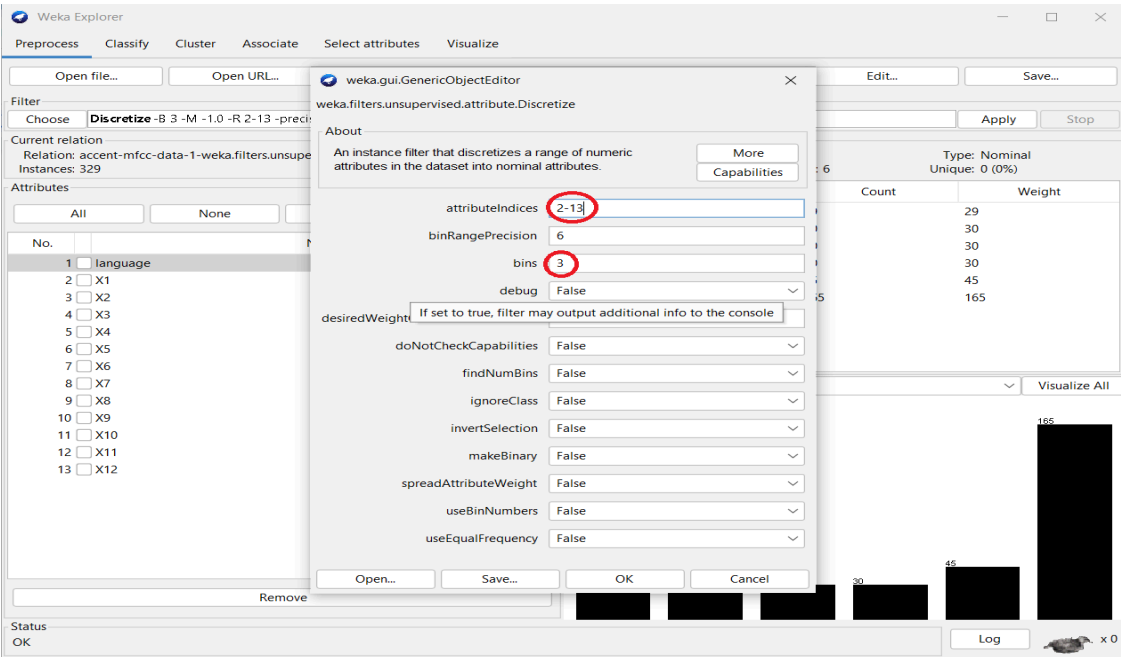 Weka Explorer
Preprocess Classify Cluster Associate Select attributes Visualize
Open file... Open URL... Edit... Save...
weka.gui.GenericObjectEditor
weka.filters.unsupervised.attribute.Discretize
Filter
Choose Discretize -B 3 -M -1.0 -R 2-13 -preci Apply Stop
Current relation
Relation: accent-mfcc-data-1-weka.filters.unsupe
Instances: 329
Attributes
All None
No.
1 language
2 X1
3 X2
4 X3
5 X4
6 X5
7 X6
8 X7
9 X8
10 X9
11 X10
12 X11
13 X12
Remove
Status
OK
About
An instance filter that discretizes a range of numeric
attributes in the dataset into nominal attributes.
More
Capabilities
attributeIndices 2-13
binRangePrecision 6
bins 3
debug False
If set to true, filter may output additional info to the console
doNotCheckCapabilities False
findNumBins False
ignoreClass False
invertSelection False
makeBinary False
spreadAttributeWeight False
useBinNumbers False
useEqualFrequency False
Open... Save... OK Cancel
Type: Nominal
: 6 Unique: 0 (0%)
Count Weight
29
30
30
30
45
165
Visualize All
30
45
165
Log x 0